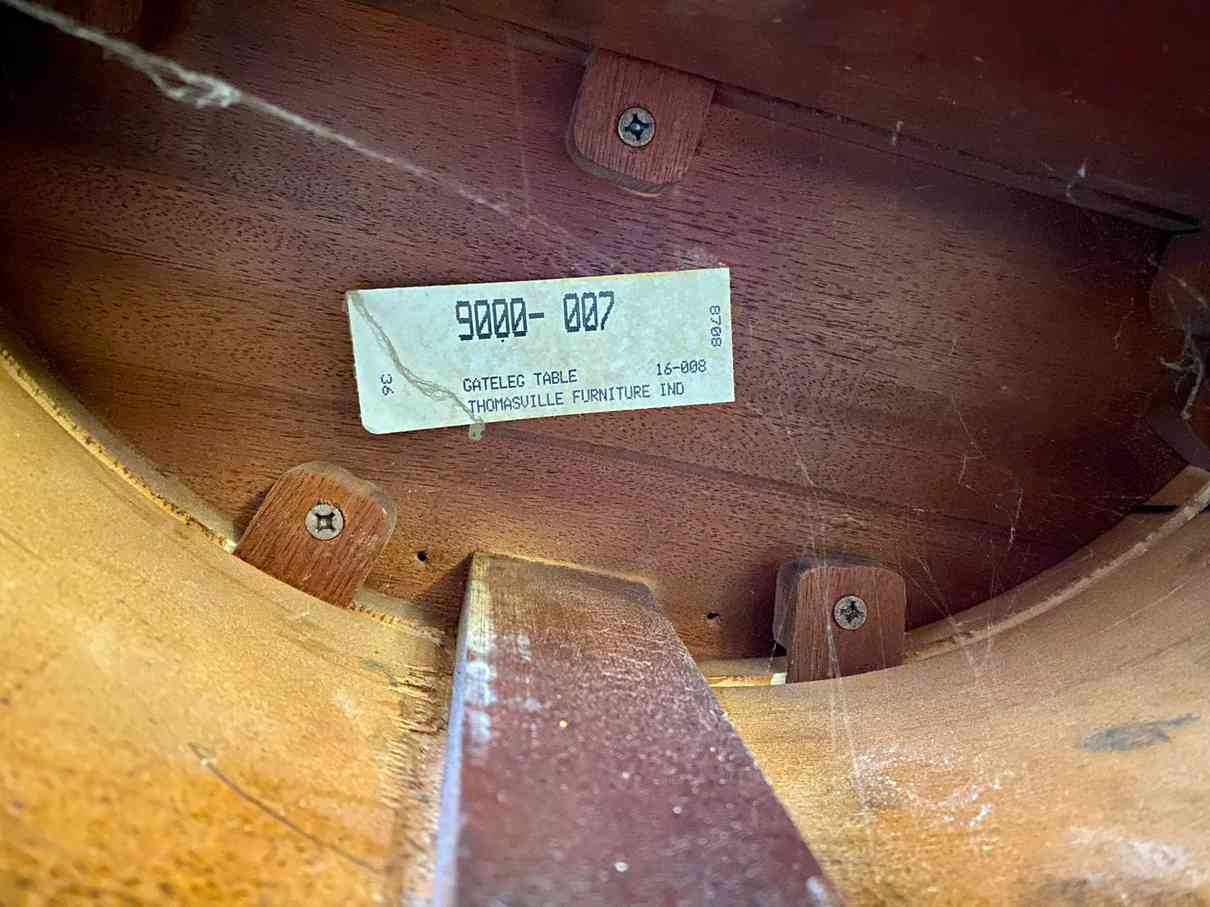 9000- 007
8708
36
GATELEG TABLE 16-008
THOMASVILLE FURNITURE IND